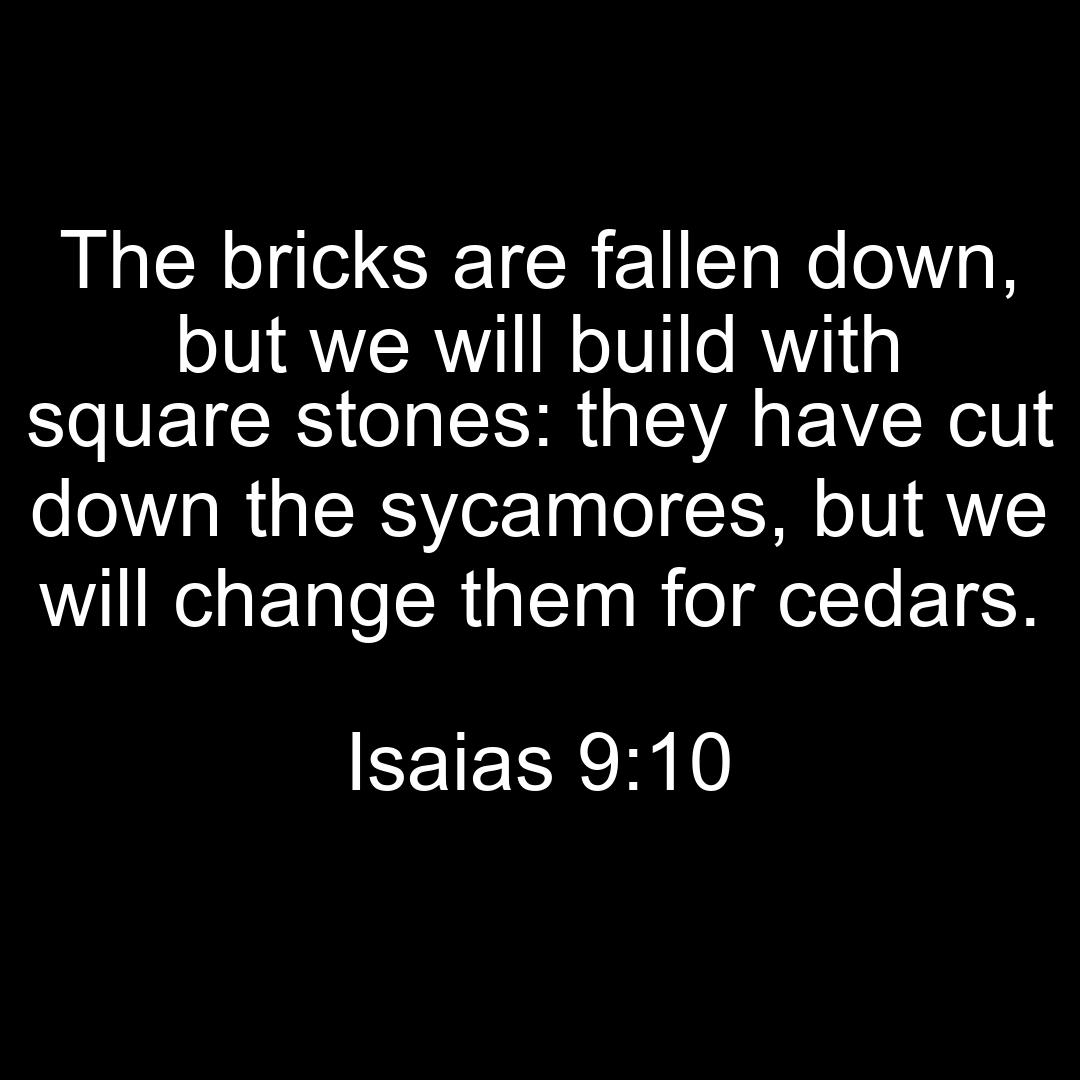 The bricks are fallen down,
but we will build with
square stones: they have cut
down the sycamores, but we
will change them for cedars.
Isaias 9:10